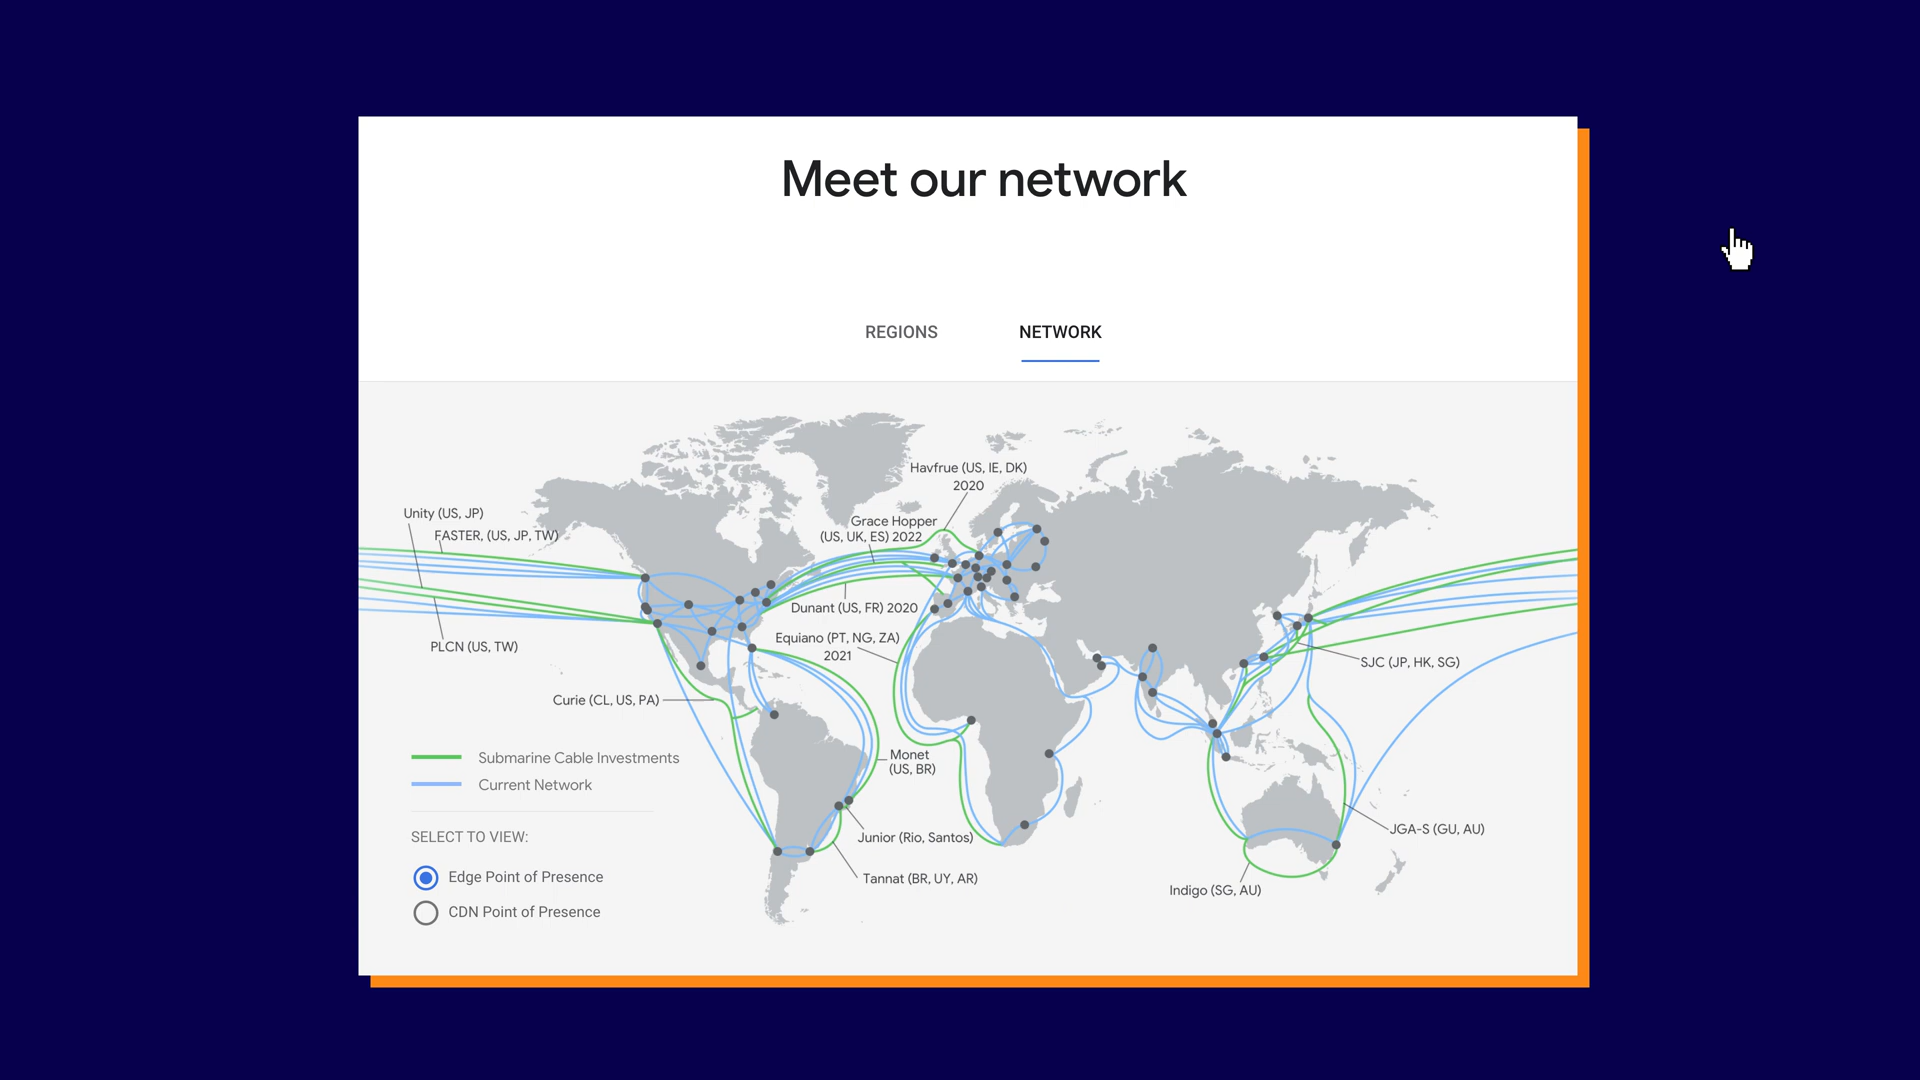 Meet our network
REGIONS
NETWORK
Havfrue (US, IE, DK)
2020
Unity (US, JP)
Grace Hopper
(US, UK, ES) 2022
FASTER, (US, JP, TW)
Dunant (US, FR) 2020
Equiano (PT, NG, ZA)
2021
PLCN (US, TW)
SJC (JP, HK, SG)
Curie (CL, US, PA)
Monet
(US, BR)
Submarine Cable Investments
Current Network
JGA-S (GU, AU)
SELECT TO VIEW:
Junior (Rio, Santos)
Edge Point of Presence
Tannat (BR, UY, AR)
Indigo (SG, AU)
CDN Point of Presence